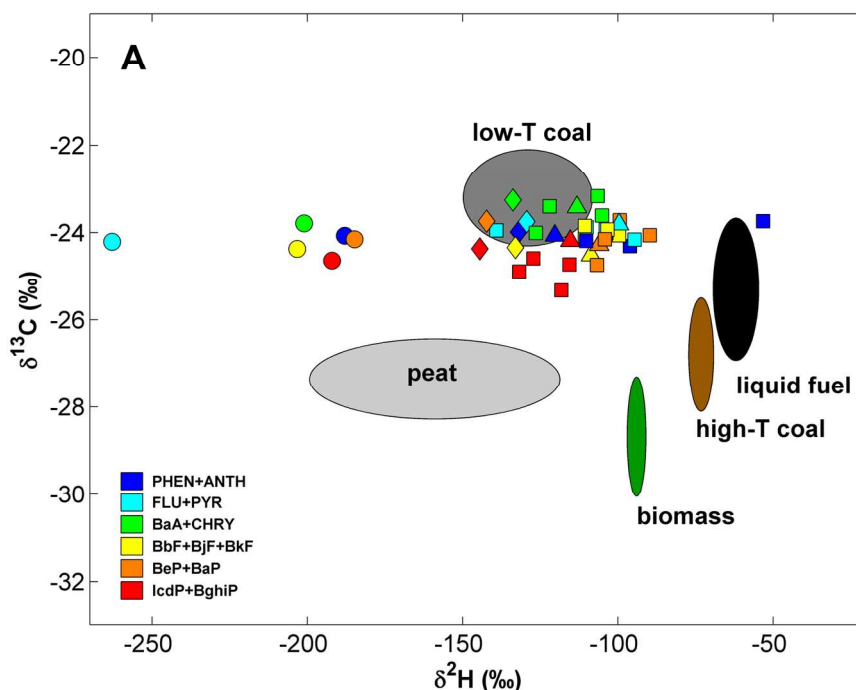 A
-20
-22
-24
-26
-28
-30
-32
δ¹³C (‰)
low-T coal
peat
liquid fuel
high-T coal
biomass
PHEN+ANTH
FLU+PYR
BaA+CHRY
BbF+BjF+BkF
BeP+BaP
IcdP+BghiP
-250 -200 -150 -100 -50
δ²H (‰)